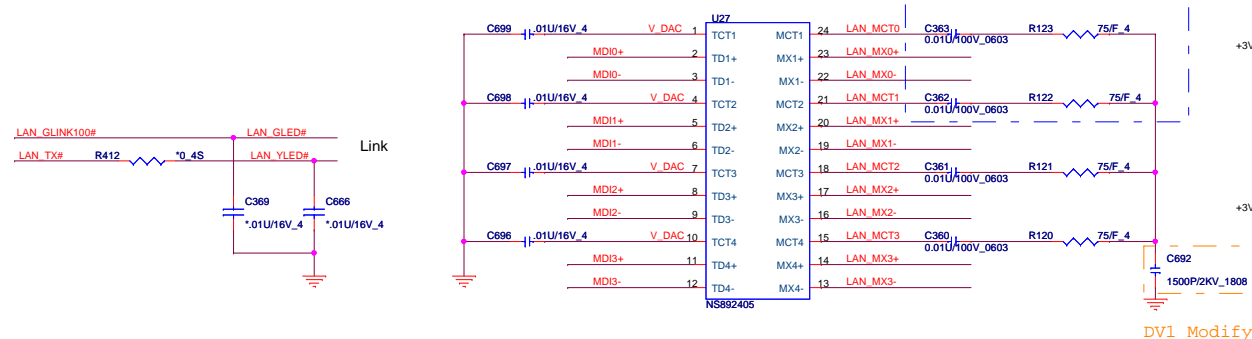 LAN_GLINK100# LAN_GLED#
LAN_TX# R412 *0_4S LAN_YLED# Link
C369 C666
*.01U/16V_4 *.01U/16V_4
U27
C699 .01U/16V_4 V_DAC 1 TCT1 MCT1 24 LAN_MCT0 C363 0.01U/100V_0603 R123 75/F_4
MDI0+ 2 TD1+ MX1+ 23 LAN_MX0+
MDI0- 3 TD1- MX1- 22 LAN_MX0-
C698 .01U/16V_4 V_DAC 4 TCT2 MCT2 21 LAN_MCT1 C362 0.01U/100V_0603 R122 75/F_4
MDI1+ 5 TD2+ MX2+ 20 LAN_MX1+
MDI1- 6 TD2- MX2- 19 LAN_MX1-
C697 .01U/16V_4 V_DAC 7 TCT3 MCT3 18 LAN_MCT2 C361 0.01U/100V_0603 R121 75/F_4
MDI2+ 8 TD3+ MX3+ 17 LAN_MX2+
MDI2- 9 TD3- MX3- 16 LAN_MX2-
C696 .01U/16V_4 V_DAC 10 TCT4 MCT4 15 LAN_MCT3 C360 0.01U/100V_0603 R120 75/F_4
MDI3+ 11 TD4+ MX4+ 14 LAN_MX3+
MDI3- 12 TD4- MX4- 13 LAN_MX3-
NS892405
C692
1500P/2KV_1808
DV1 Modify